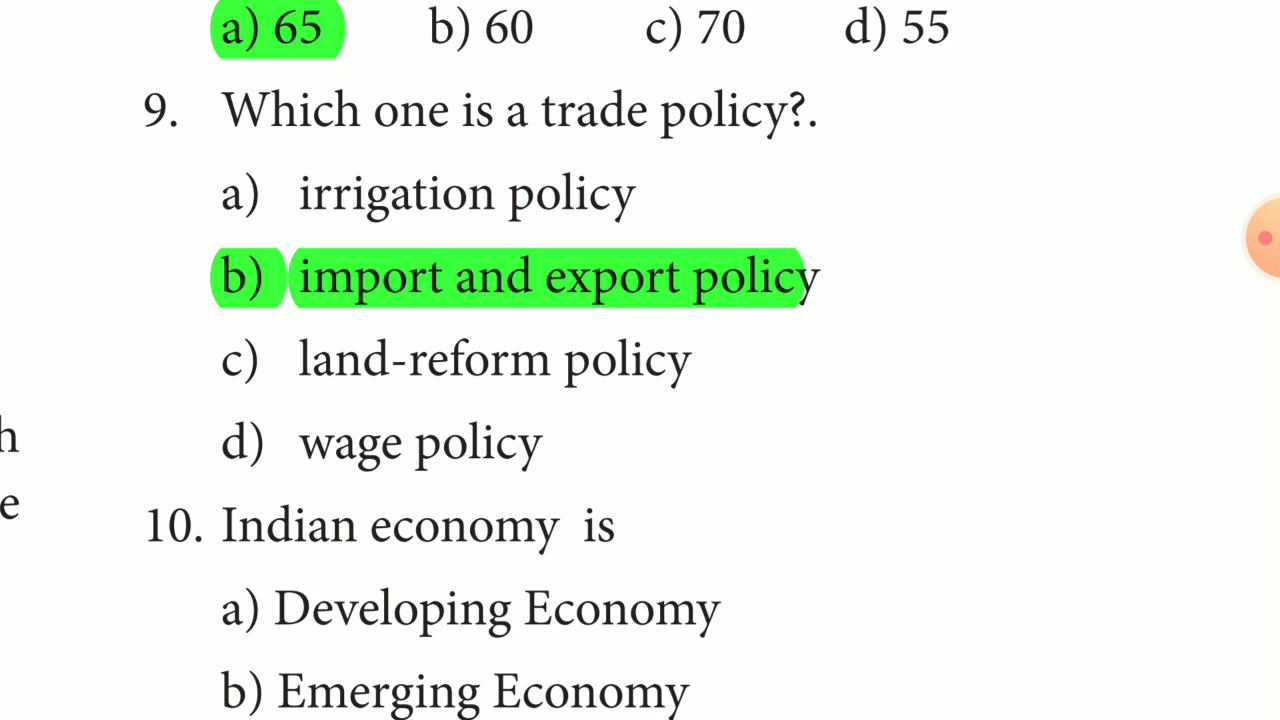 a) 65 b) 60 c) 70 d) 55
9. Which one is a trade policy?.
a) irrigation policy
b) import and export policy
c) land-reform policy
h
d) wage policy
e
10. Indian economy is
a) Developing Economy
b) Emerging Economy